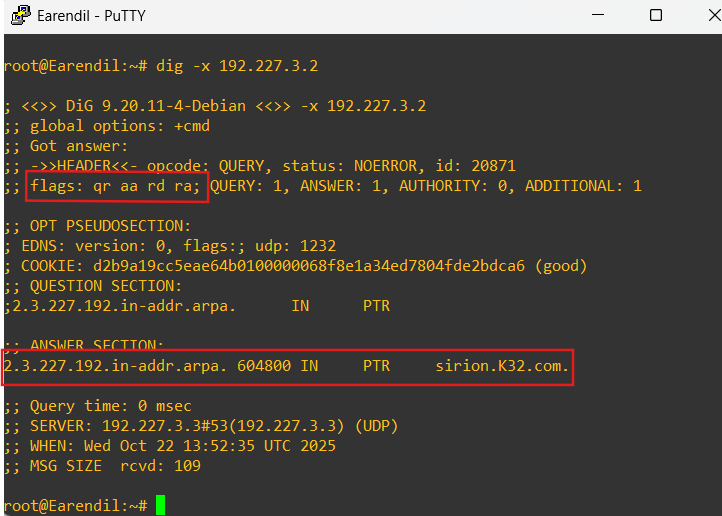 Earendil - PuTTY
root@Earendil:~# dig -x 192.227.3.2
; <<>> DiG 9.20.11-4-Debian <<>> -x 192.227.3.2
;; global options: +cmd
;; Got answer:
;; ->>HEADER<<- opcode: QUERY, status: NOERROR, id: 20871
;; flags: qr aa rd ra; QUERY: 1, ANSWER: 1, AUTHORITY: 0, ADDITIONAL: 1
;; OPT PSEUDOSECTION:
; EDNS: version: 0, flags:; udp: 1232
; COOKIE: d2b9a19cc5eae64b0100000068f8e1a34ed7804fde2bdca6 (good)
;; QUESTION SECTION:
;2.3.227.192.in-addr.arpa. IN PTR
;; ANSWER SECTION:
2.3.227.192.in-addr.arpa. 604800 IN PTR sirion.K32.com.
;; Query time: 0 msec
;; SERVER: 192.227.3.3#53(192.227.3.3) (UDP)
;; WHEN: Wed Oct 22 13:52:35 UTC 2025
;; MSG SIZE rcvd: 109
root@Earendil:~#